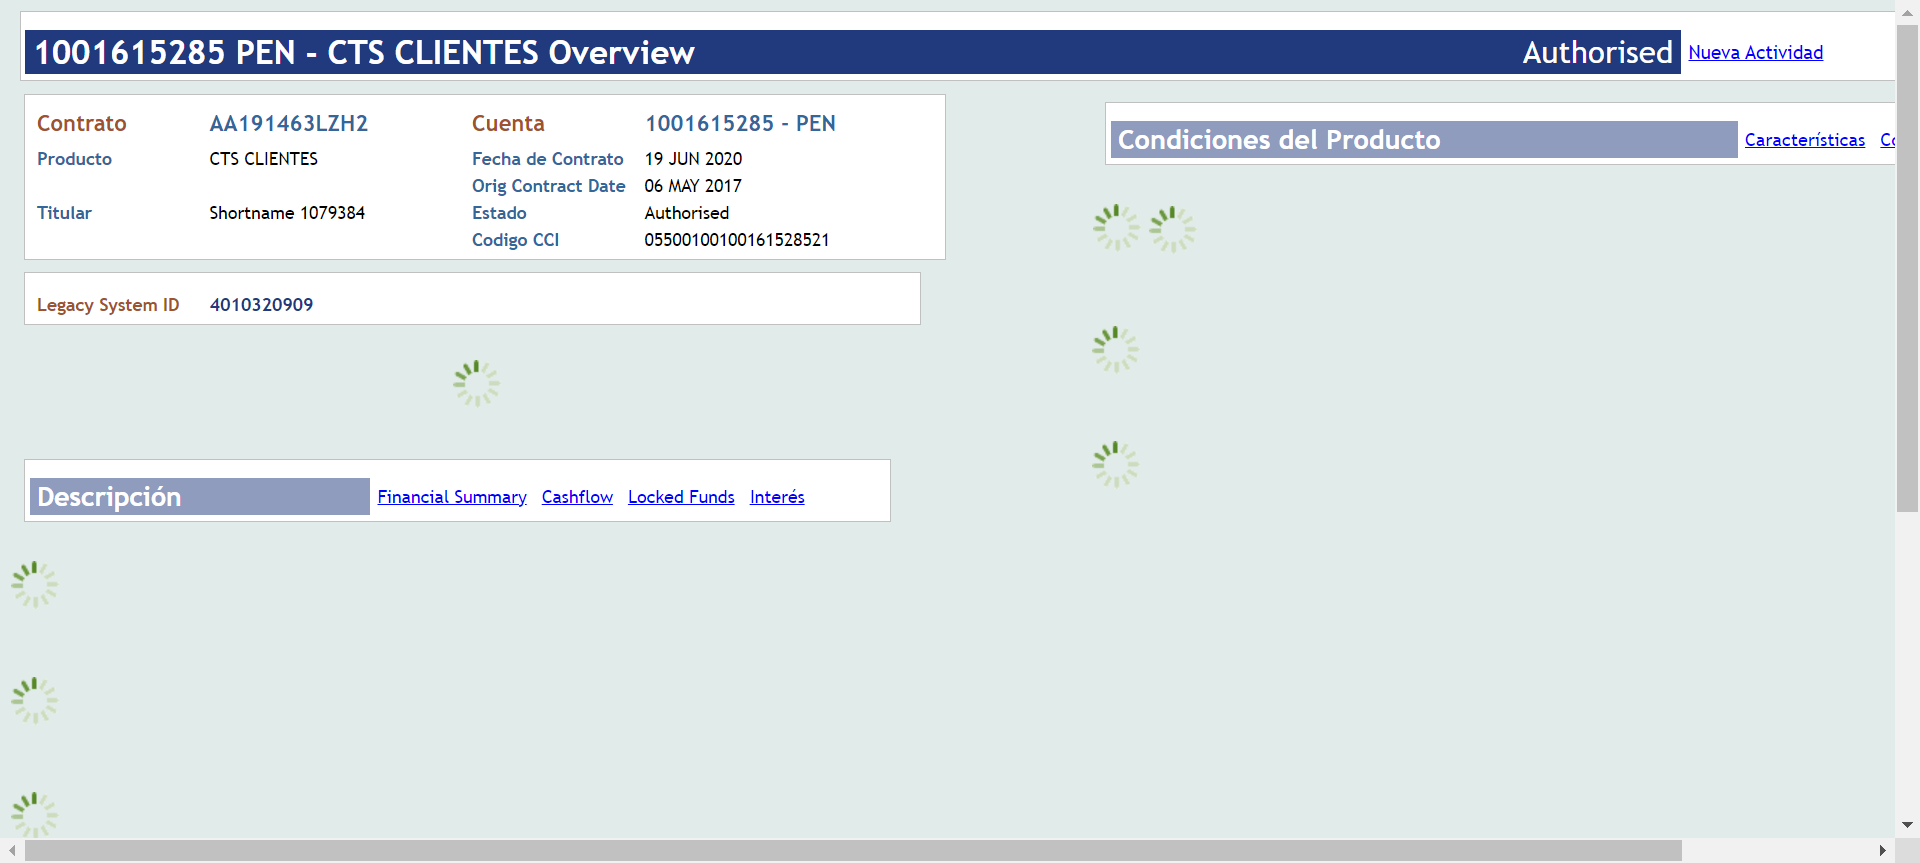 1001615285 PEN - CTS CLIENTES Overview Authorised Nueva Actividad
Contrato AA191463LZH2 Cuenta 1001615285 - PEN
Producto CTS CLIENTES Fecha de Contrato 19 JUN 2020
Orig Contract Date 06 MAY 2017
Titular Shortname 1079384 Estado Authorised
Codigo CCI 05500100100161528521
Legacy System ID 4010320909
Condiciones del Producto Características
Descripción Financial Summary Cashflow Locked Funds Interés